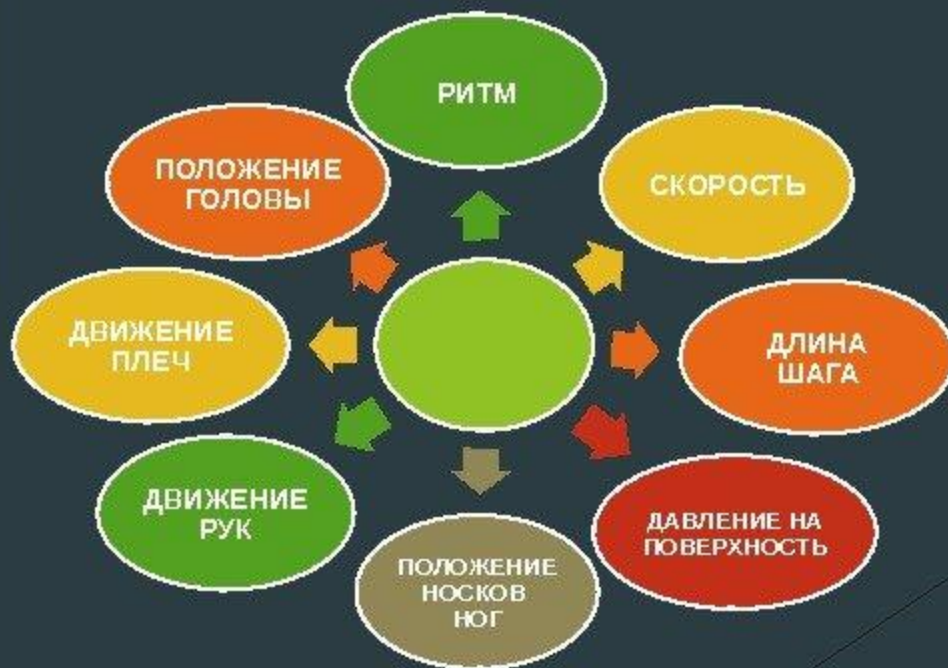 РИТМ
СКОРОСТЬ
ДЛИНА
ШАГА
ДАВЛЕНИЕ НА
ПОВЕРХНОСТЬ
ПОЛОЖЕНИЕ
НОСКОВ
НОГ
ДВИЖЕНИЕ
РУК
ДВИЖЕНИЕ
ПЛЕЧ
ПОЛОЖЕНИЕ
ГОЛОВЫ